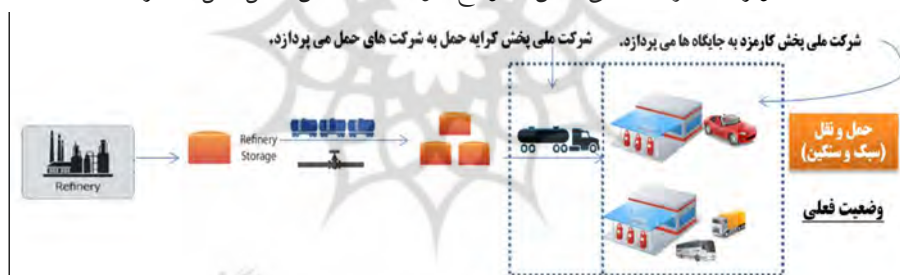 شرکت ملی پخش کارمزد به جایگاه ها می پردازد.
شرکت ملی پخش کرایه حمل به شرکت های حمل می پردازد.
حمل و نقل
(سبک و سنگین)
وضعیت فعلی
Refinery
Refinery
Storage